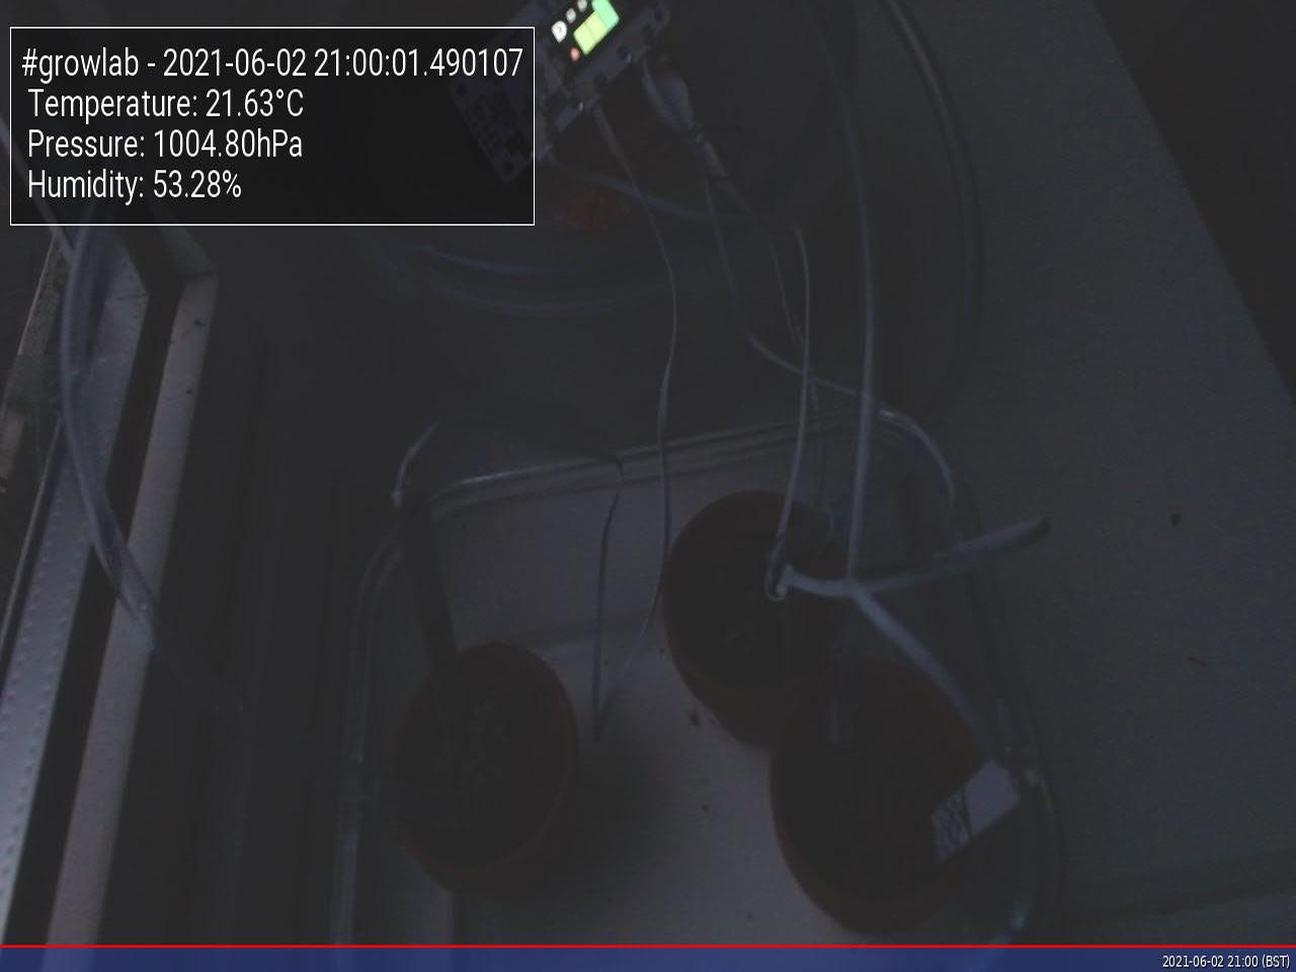 #growlab - 2021-06-02 21:00:01.490107
Temperature: 21.63°C
Pressure: 1004.80hPa
Humidity: 53.28%
2021-06-02 21:00 (BST)